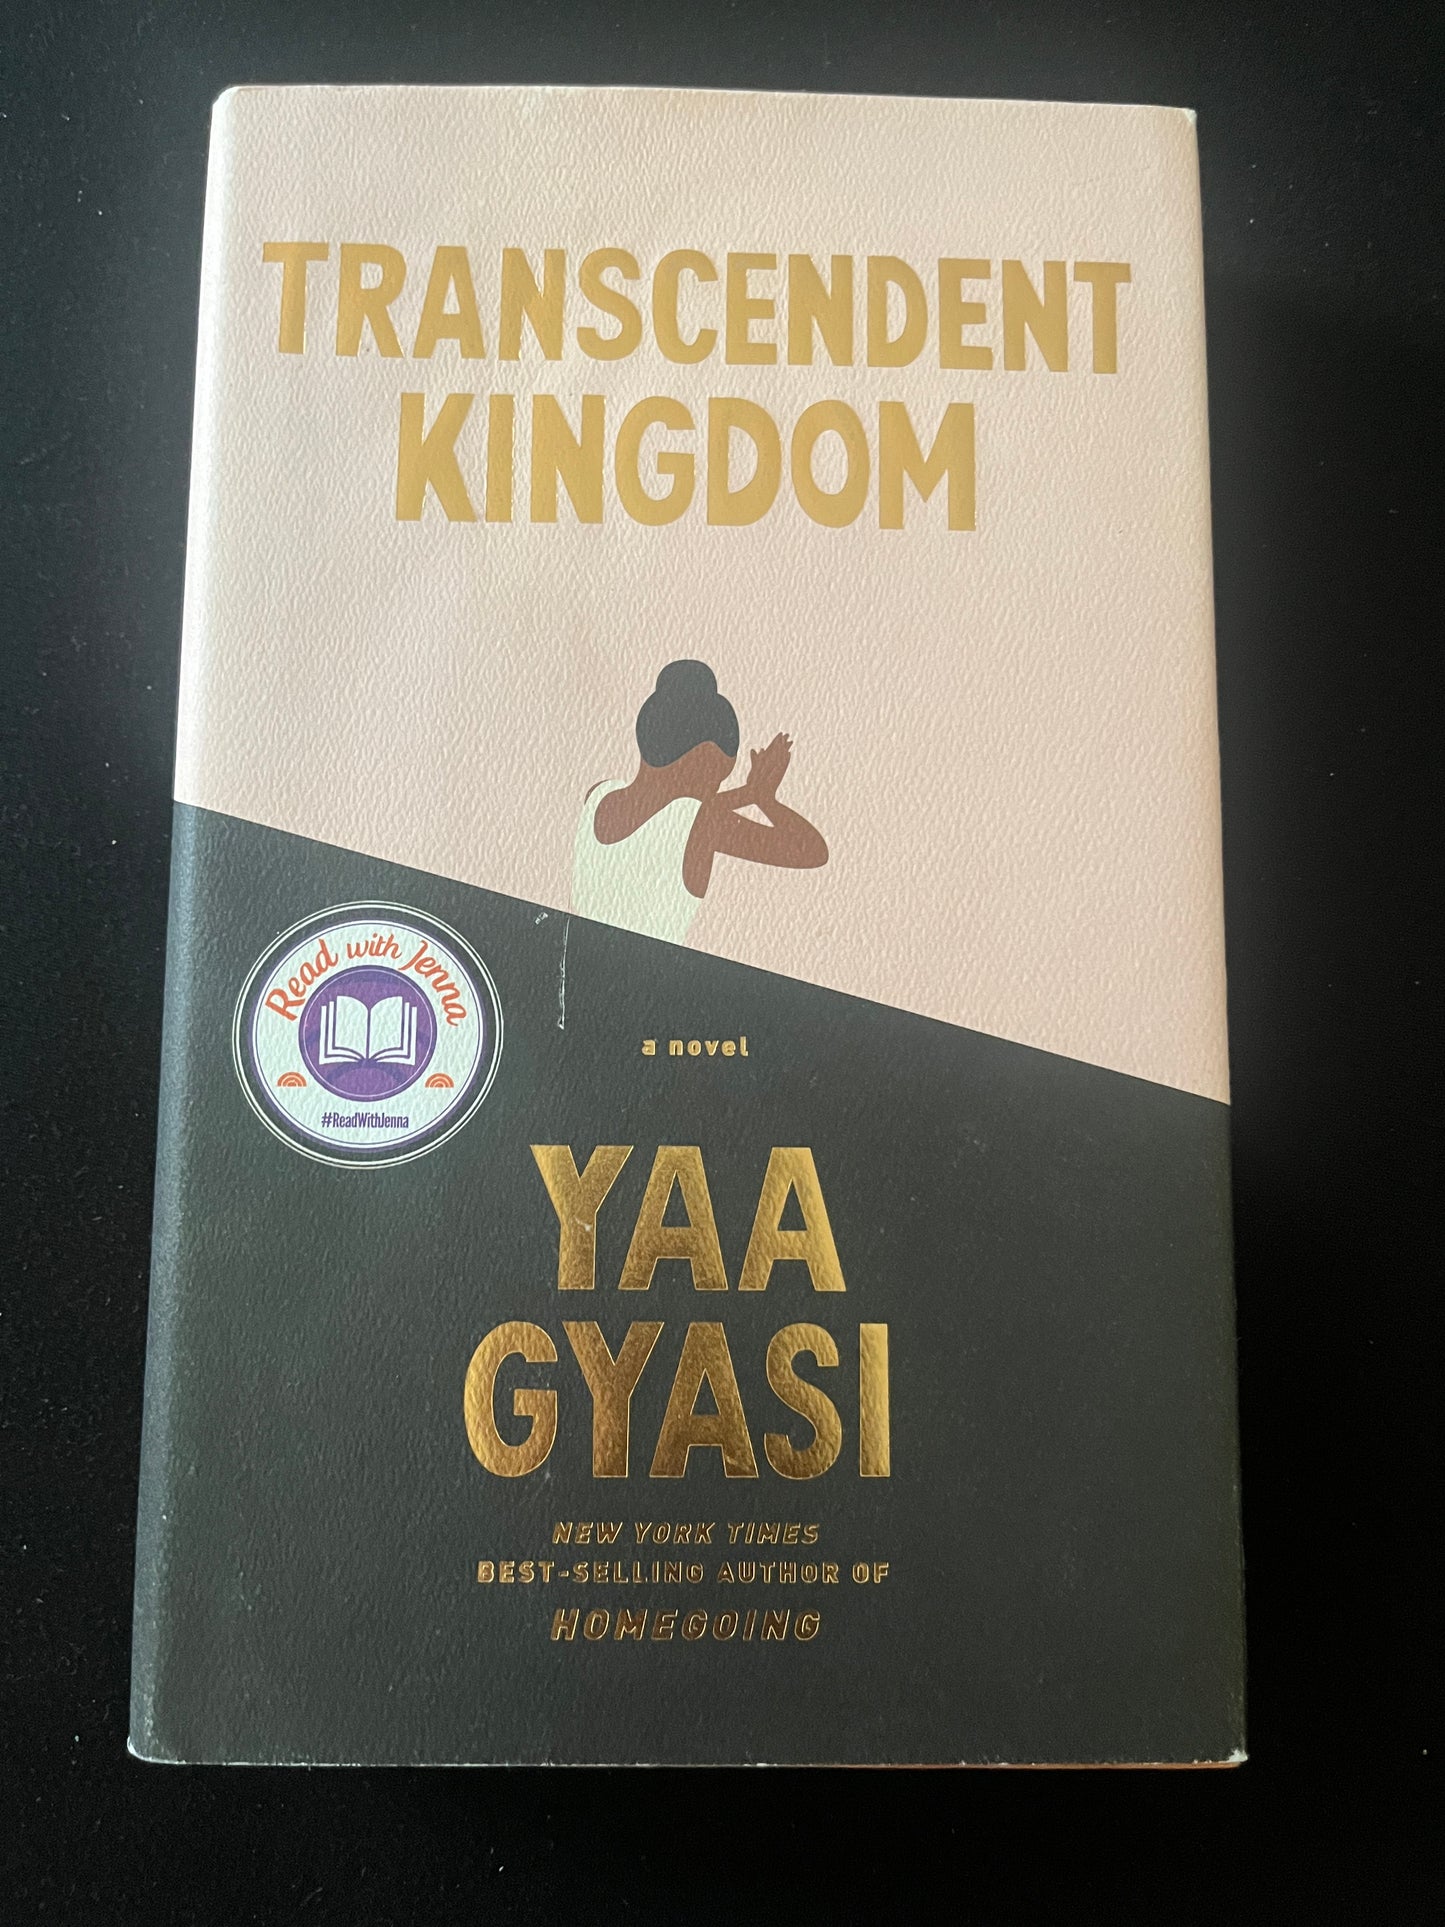 TRANSCENDENT
KINGDOM
Read with Jenna
#ReadWithJenna
a novel
YAA
GYASI
NEW YORK TIMES
BEST-SELLING AUTHOR OF
HOMEGOING